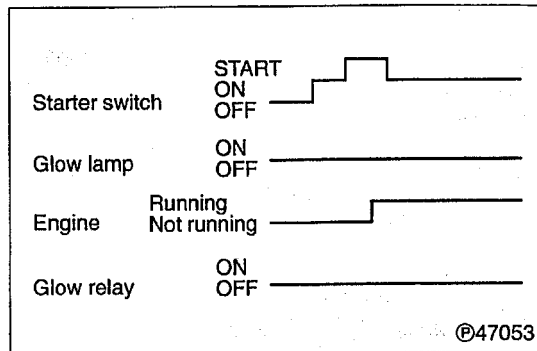 START
ON
Starter switch OFF
ON
Glow lamp OFF
Running
Engine Not running
ON
Glow relay OFF
Ⓟ47053